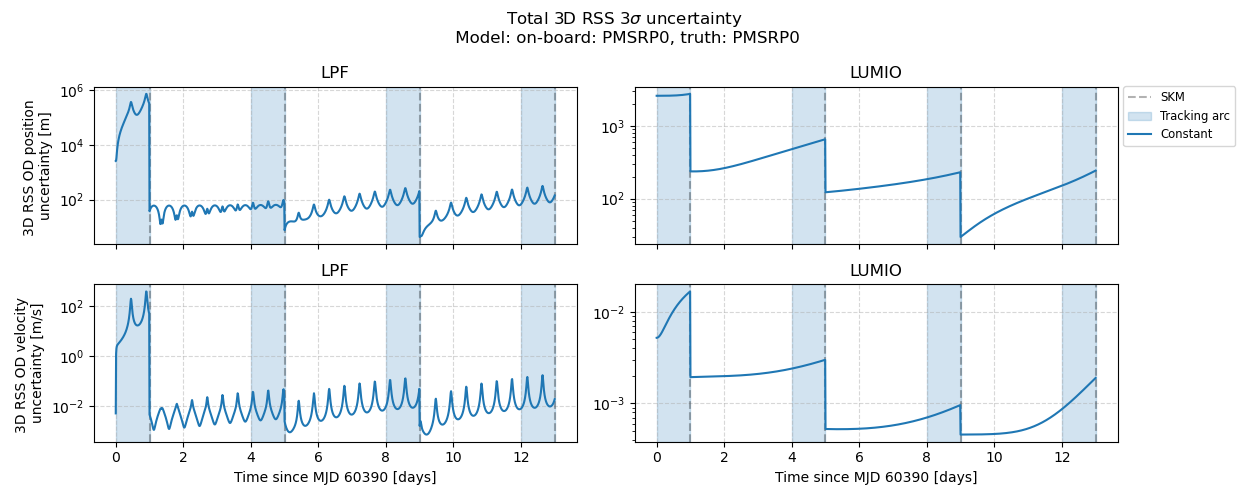 Total 3D RSS 3σ uncertainty
Model: on-board: PMSRP0, truth: PMSRP0
LPF
3D RSS OD position
uncertainty [m]
10^6
10^4
10^2
LUMIO
10^3
10^2
SKM
Tracking arc
Constant
LPF
3D RSS OD velocity
uncertainty [m/s]
10^2
10^0
10^−2
0 2 4 6 8 10 12
Time since MJD 60390 [days]
LUMIO
10^−2
10^−3
0 2 4 6 8 10 12
Time since MJD 60390 [days]